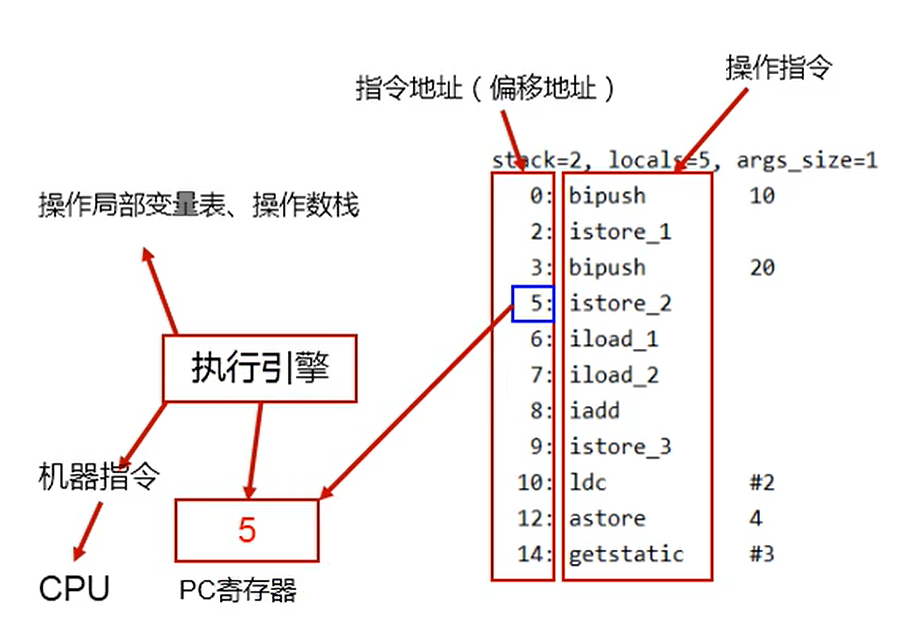 操作指令
指令地址（偏移地址）
stack=2, locals=5, args_size=1
0: bipush 10
2: istore_1
3: bipush 20
5: istore_2
6: iload_1
7: iload_2
8: iadd
9: istore_3
10: ldc #2
12: astore 4
14: getstatic #3
操作局部变量表、操作数栈
执行引擎
机器指令
5
CPU
PC寄存器